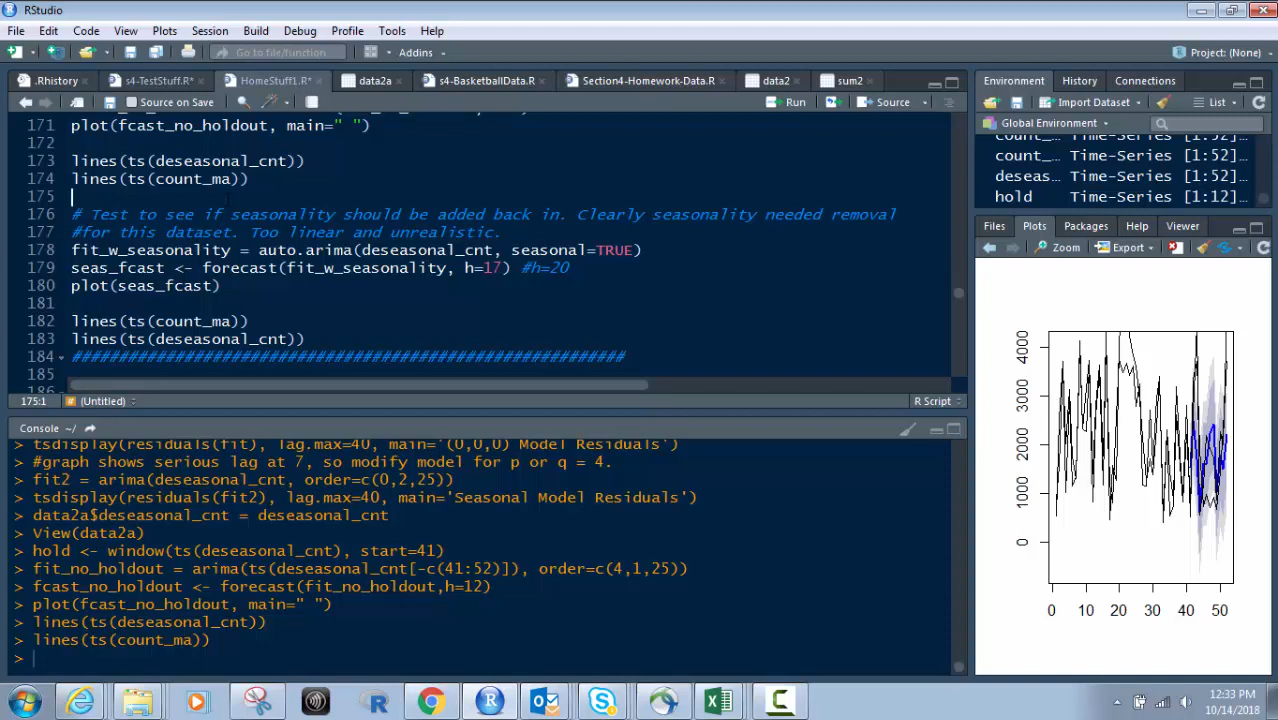 RStudio
File Edit Code View Plots Session Build Debug Profile Tools Help
Go to file/function Addins Project: (None)
.Rhistory s4-TestStuff.R* HomeStuff1.R* data2a s4-BasketballData.R Section4-Homework-Data.R data2 sum2
Source on Save Run Source
171 plot(fcast_no_holdout, main=" ")
172
173 lines(ts(deseasonal_cnt))
174 lines(ts(count_ma))
175
176 # Test to see if seasonality should be added back in. Clearly seasonality needed removal
177 #for this dataset. Too linear and unrealistic.
178 fit_w_seasonality = auto.arima(deseasonal_cnt, seasonal=TRUE)
179 seas_fcast <- forecast(fit_w_seasonality, h=17) #h=20
180 plot(seas_fcast)
181
182 lines(ts(count_ma))
183 lines(ts(deseasonal_cnt))
184 ###########################################################
185
186
175:1 (Untitled) R Script
Console ~/
> tsdisplay(residuals(fit), lag.max=40, main='(0,0,0) Model Residuals')
> #graph shows serious lag at 7, so modify model for p or q = 4.
> fit2 = arima(deseasonal_cnt, order=c(0,2,25))
> tsdisplay(residuals(fit2), lag.max=40, main='Seasonal Model Residuals')
> data2a$deseasonal_cnt = deseasonal_cnt
> View(data2a)
> hold <- window(ts(deseasonal_cnt), start=41)
> fit_no_holdout = arima(ts(deseasonal_cnt[-c(41:52)]), order=c(4,1,25))
> fcast_no_holdout <- forecast(fit_no_holdout,h=12)
> plot(fcast_no_holdout, main=" ")
> lines(ts(deseasonal_cnt))
> lines(ts(count_ma))
>
Environment History Connections
Import Dataset List
Global Environment
count_… Time-Series [1:52]
count_… Time-Series [1:52]
deseas… Time-Series [1:52]
hold Time-Series [1:12]
Files Plots Packages Help Viewer
Zoom Export
4000
3000
2000
1000
0
0 10 20 30 40 50
12:33 PM
10/14/2018